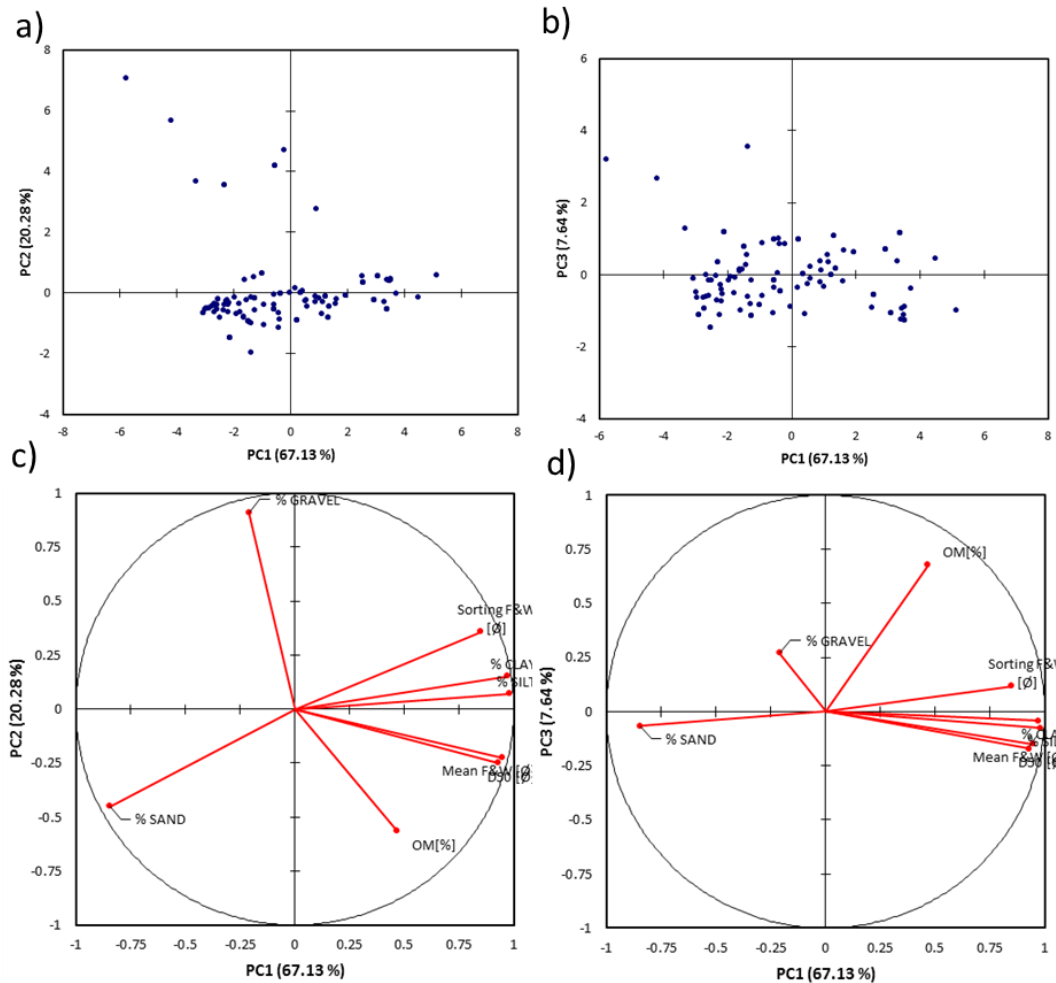 a)
8
6
4
2
0
-2
-4
PC2 (20.28 %)
-8 -6 -4 -2 0 2 4 6 8
PC1 (67.13 %)
b)
6
4
2
0
-2
-4
PC3 (7.64 %)
-6 -4 -2 0 2 4 6 8
PC1 (67.13 %)
c)
1
0.75
0.5
0.25
0
-0.25
-0.5
-0.75
-1
PC2 (20.28 %)
% GRAVEL
Sorting F&W
[Ø]
% CLAY
% SILT
Mean F&W [Ø]
D50 [Ø]
% SAND
OM[%]
-1 -0.75 -0.5 -0.25 0 0.25 0.5 0.75 1
PC1 (67.13 %)
d)
1
0.75
0.5
0.25
0
-0.25
-0.5
-0.75
-1
PC3 (7.64 %)
OM[%]
% GRAVEL
Sorting F&W
[Ø]
% SAND
% CLAY
% SILT
Mean F&W [Ø]
D50 [Ø]
-1 -0.75 -0.5 -0.25 0 0.25 0.5 0.75 1
PC1 (67.13 %)